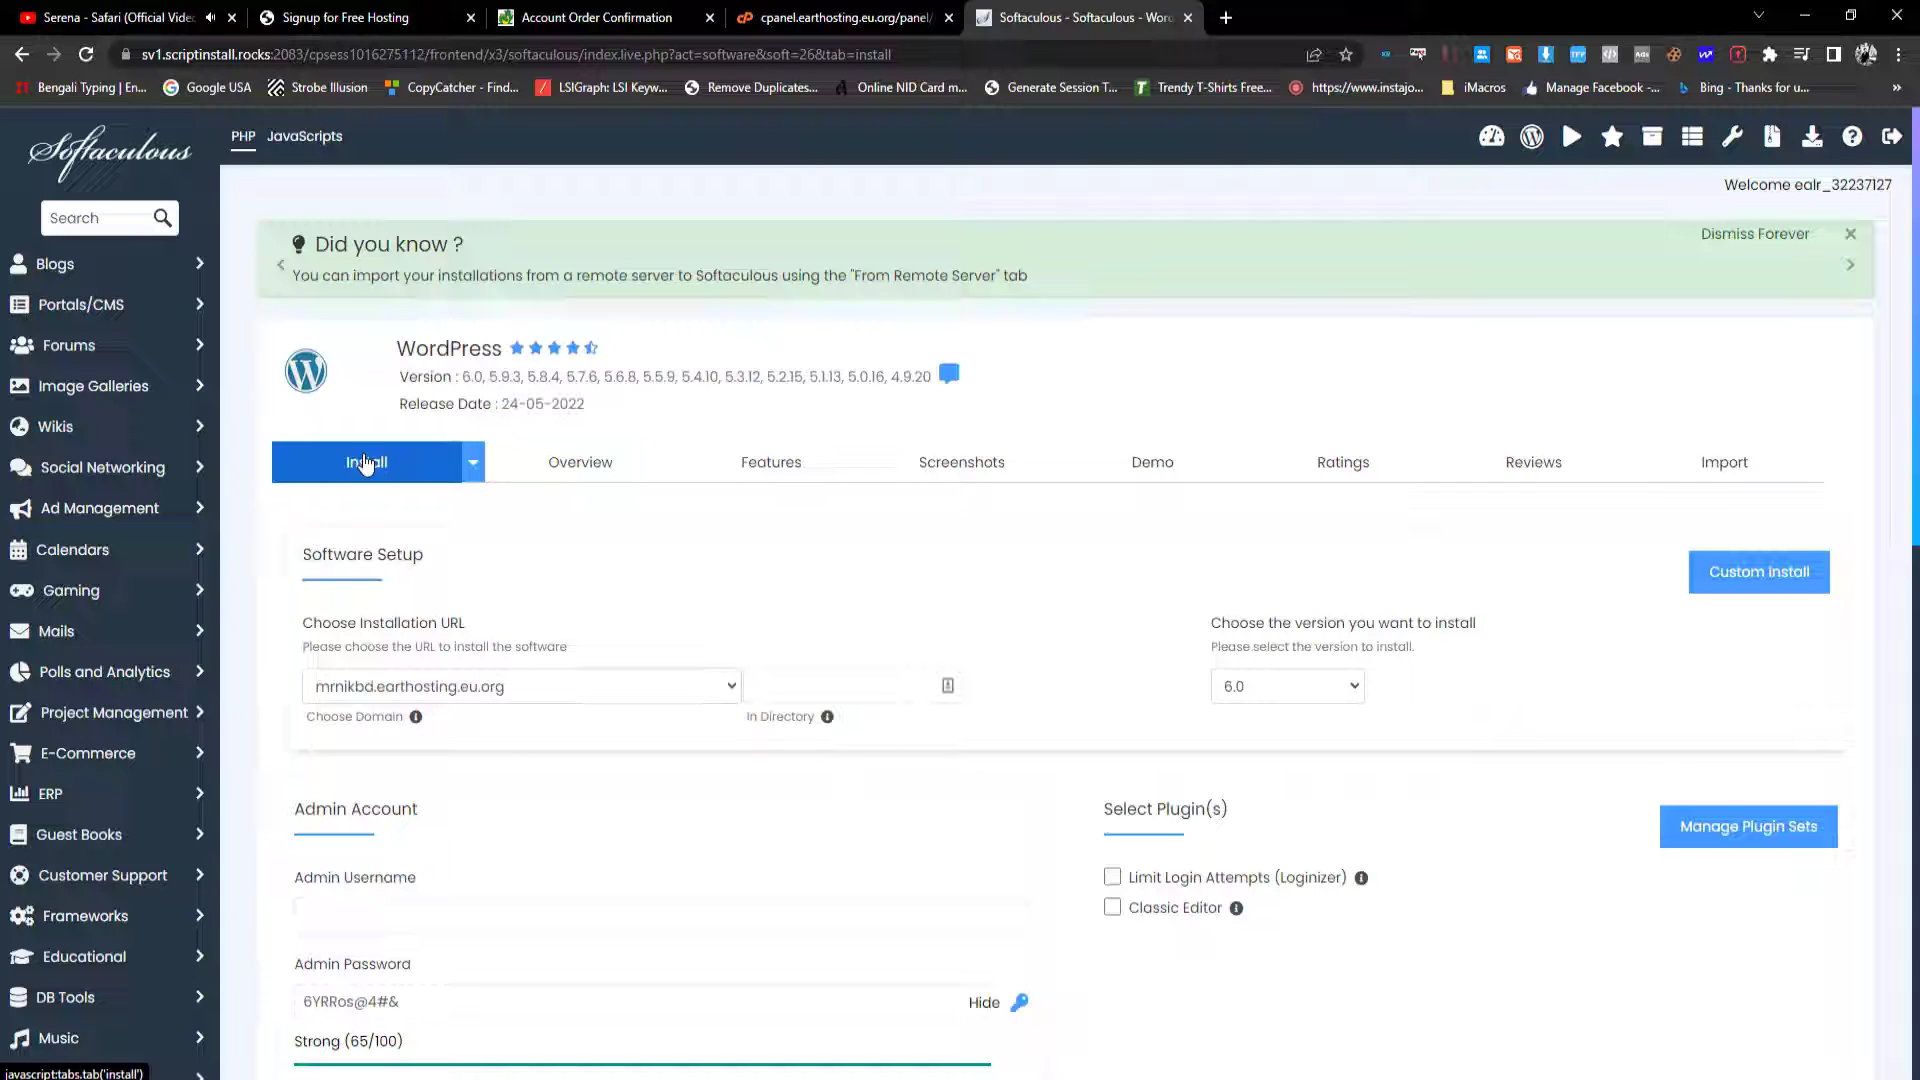 Serena - Safari (Official Vide
Signup for Free Hosting
Account Order Confirmation
cpanel.earthosting.eu.org/panel/
Softaculous - Softaculous - Wor
sv1.scriptinstall.rocks:2083/cpsess1016275112/frontend/x3/softaculous/index.live.php?act=software&soft=26&tab=install
Bengali Typing | En...
Google USA
Strobe Illusion
CopyCatcher - Find...
LSIGraph: LSI Keyw...
Remove Duplicates...
Online NID Card m...
Generate Session T...
Trendy T-Shirts Free...
https://www.instajo...
iMacros
Manage Facebook -...
Bing - Thanks for u...
Softaculous
PHP
JavaScripts
Welcome ealr_32237127
Search
Blogs
Portals/CMS
Forums
Image Galleries
Wikis
Social Networking
Ad Management
Calendars
Gaming
Mails
Polls and Analytics
Project Management
E-Commerce
ERP
Guest Books
Customer Support
Frameworks
Educational
DB Tools
Music
Did you know ?
Dismiss Forever
You can import your installations from a remote server to Softaculous using the "From Remote Server" tab
WordPress
Version : 6.0, 5.9.3, 5.8.4, 5.7.6, 5.6.8, 5.5.9, 5.4.10, 5.3.12, 5.2.15, 5.1.13, 5.0.16, 4.9.20
Release Date : 24-05-2022
Install
Overview
Features
Screenshots
Demo
Ratings
Reviews
Import
Software Setup
Custom Install
Choose Installation URL
Please choose the URL to install the software
mrnikbd.earthosting.eu.org
Choose Domain
In Directory
Choose the version you want to install
Please select the version to install.
6.0
Admin Account
Admin Username
Admin Password
6YRRos@4#&
Hide
Strong (65/100)
Select Plugin(s)
Manage Plugin Sets
Limit Login Attempts (Loginizer)
Classic Editor
javascript:tabs.tab('install')